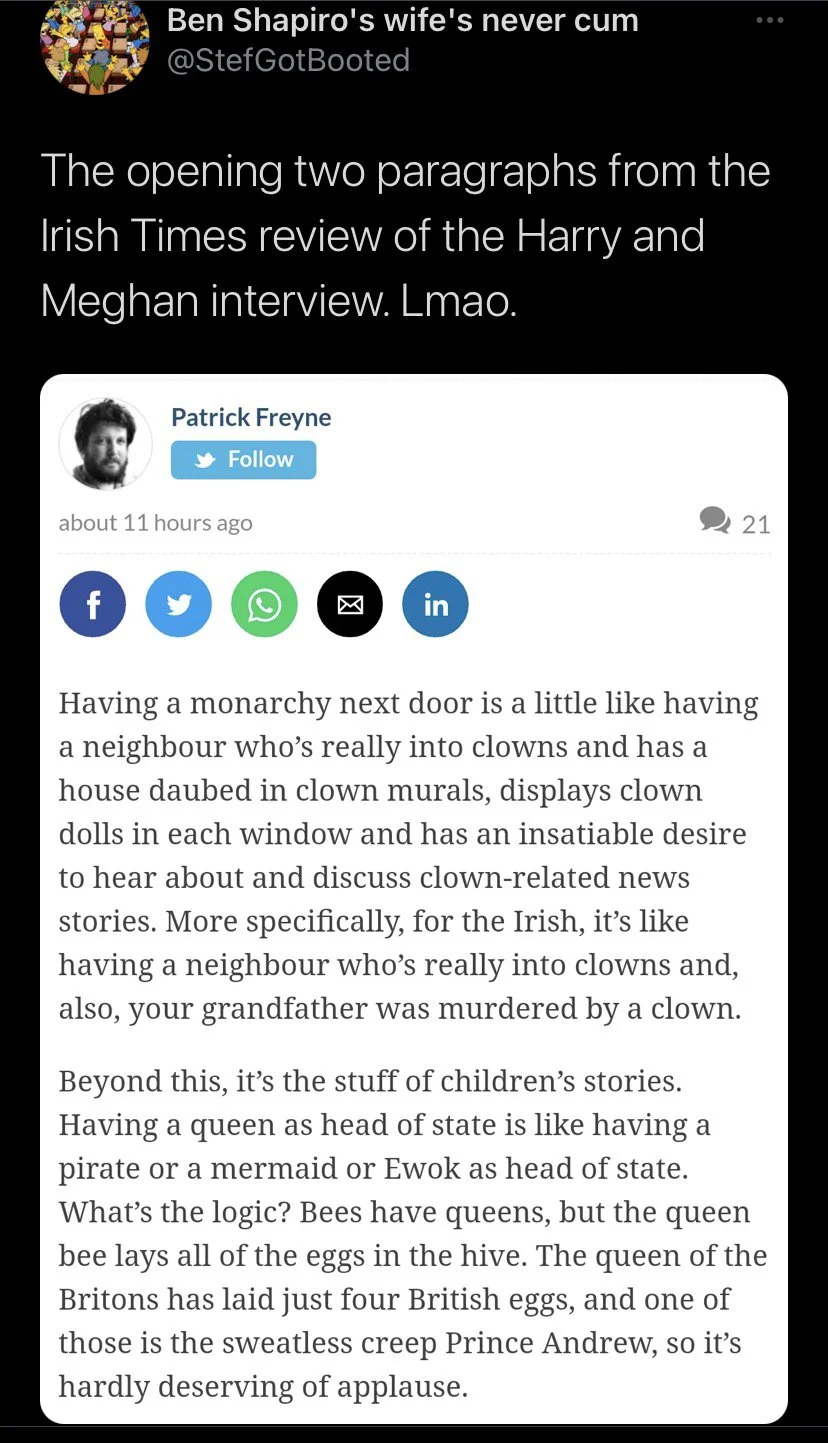 Ben Shapiro's wife's never cum
@StefGotBooted
The opening two paragraphs from the
Irish Times review of the Harry and
Meghan interview. Lmao.
Patrick Freyne
Follow
about 11 hours ago
21
f
in
Having a monarchy next door is a little like having
a neighbour who’s really into clowns and has a
house daubed in clown murals, displays clown
dolls in each window and has an insatiable desire
to hear about and discuss clown-related news
stories. More specifically, for the Irish, it’s like
having a neighbour who’s really into clowns and,
also, your grandfather was murdered by a clown.
Beyond this, it’s the stuff of children’s stories.
Having a queen as head of state is like having a
pirate or a mermaid or Ewok as head of state.
What’s the logic? Bees have queens, but the queen
bee lays all of the eggs in the hive. The queen of the
Britons has laid just four British eggs, and one of
those is the sweatless creep Prince Andrew, so it’s
hardly deserving of applause.